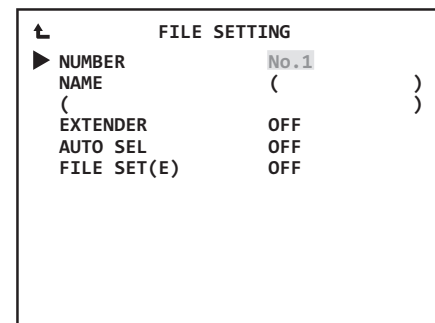 FILE SETTING
NUMBER No.1
NAME ( )
( )
EXTENDER OFF
AUTO SEL OFF
FILE SET(E) OFF